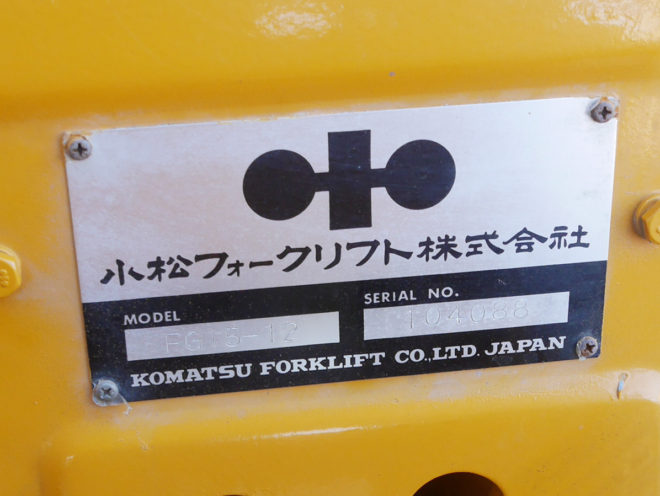 小松フォークリフト株式会社
MODEL
FG15-12
SERIAL NO.
104088
KOMATSU FORKLIFT CO.,LTD. JAPAN